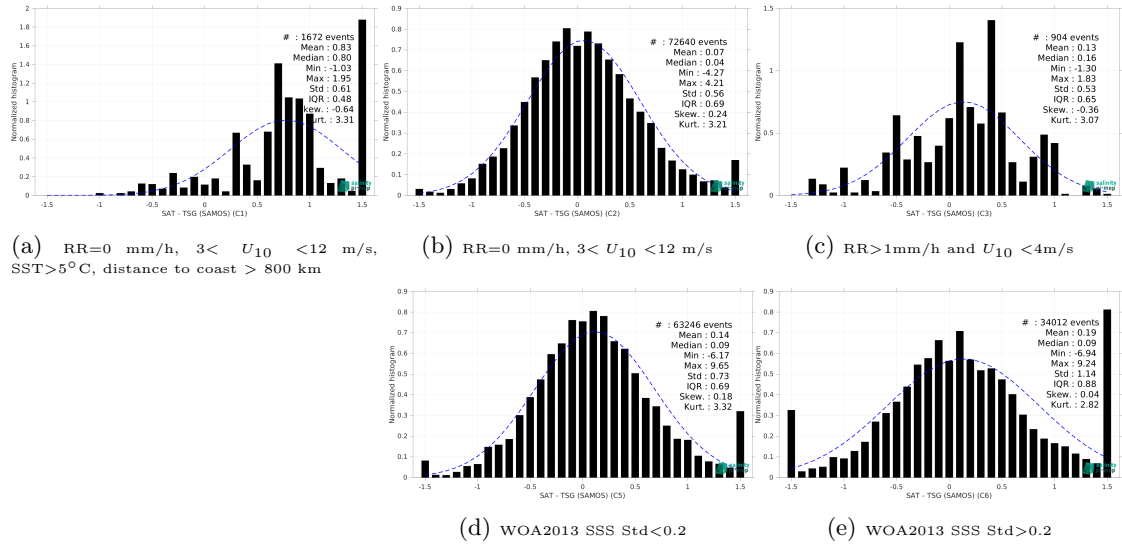 2
1.8
1.6
1.4
1.2
1
0.8
0.6
0.4
0.2
0
Normalized histogram
# : 1672 events
Mean : 0.83
Median : 0.80
Min : -1.03
Max : 1.95
Std : 0.61
IQR : 0.48
Skew. : -0.64
Kurt. : 3.31
-1.5 -1 -0.5 0 0.5 1 1.5
SAT - TSG (SAMOS) (C1)
salinity
(a) RR=0 mm/h, 3< U10 <12 m/s,
SST>5°C, distance to coast > 800 km
0.9
0.8
0.7
0.6
0.5
0.4
0.3
0.2
0.1
0
Normalized histogram
# : 72640 events
Mean : 0.07
Median : 0.04
Min : -4.27
Max : 4.21
Std : 0.56
IQR : 0.69
Skew. : 0.24
Kurt. : 3.21
-1.5 -1 -0.5 0 0.5 1 1.5
SAT - TSG (SAMOS) (C2)
salinity
(b) RR=0 mm/h, 3< U10 <12 m/s
1.5
1
0.5
0
Normalized histogram
# : 904 events
Mean : 0.13
Median : 0.16
Min : -1.30
Max : 1.83
Std : 0.53
IQR : 0.65
Skew. : -0.36
Kurt. : 3.07
-1.5 -1 -0.5 0 0.5 1 1.5
SAT - TSG (SAMOS) (C3)
salinity
(c) RR>1mm/h and U10 <4m/s
0.9
0.8
0.7
0.6
0.5
0.4
0.3
0.2
0.1
0
Normalized histogram
# : 63246 events
Mean : 0.14
Median : 0.09
Min : -6.17
Max : 9.65
Std : 0.73
IQR : 0.69
Skew. : 0.18
Kurt. : 3.32
-1.5 -1 -0.5 0 0.5 1 1.5
SAT - TSG (SAMOS) (C5)
salinity
(d) WOA2013 SSS Std<0.2
0.9
0.8
0.7
0.6
0.5
0.4
0.3
0.2
0.1
0
Normalized histogram
# : 34012 events
Mean : 0.19
Median : 0.09
Min : -6.94
Max : 9.24
Std : 1.14
IQR : 0.88
Skew. : 0.04
Kurt. : 2.82
-1.5 -1 -0.5 0 0.5 1 1.5
SAT - TSG (SAMOS) (C6)
salinity
(e) WOA2013 SSS Std>0.2